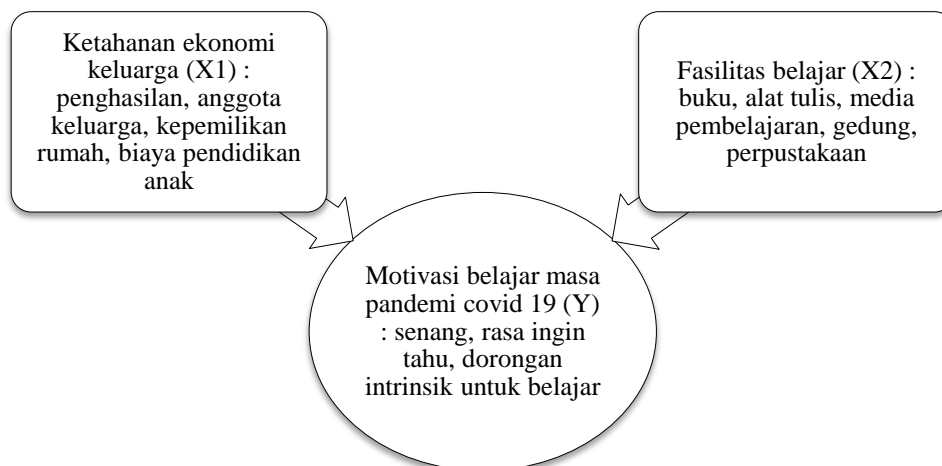 Ketahanan ekonomi
keluarga (X1) :
penghasilan, anggota
keluarga, kepemilikan
rumah, biaya pendidikan
anak
Fasilitas belajar (X2) :
buku, alat tulis, media
pembelajaran, gedung,
perpustakaan
Motivasi belajar masa
pandemi covid 19 (Y)
: senang, rasa ingin
tahu, dorongan
intrinsik untuk belajar